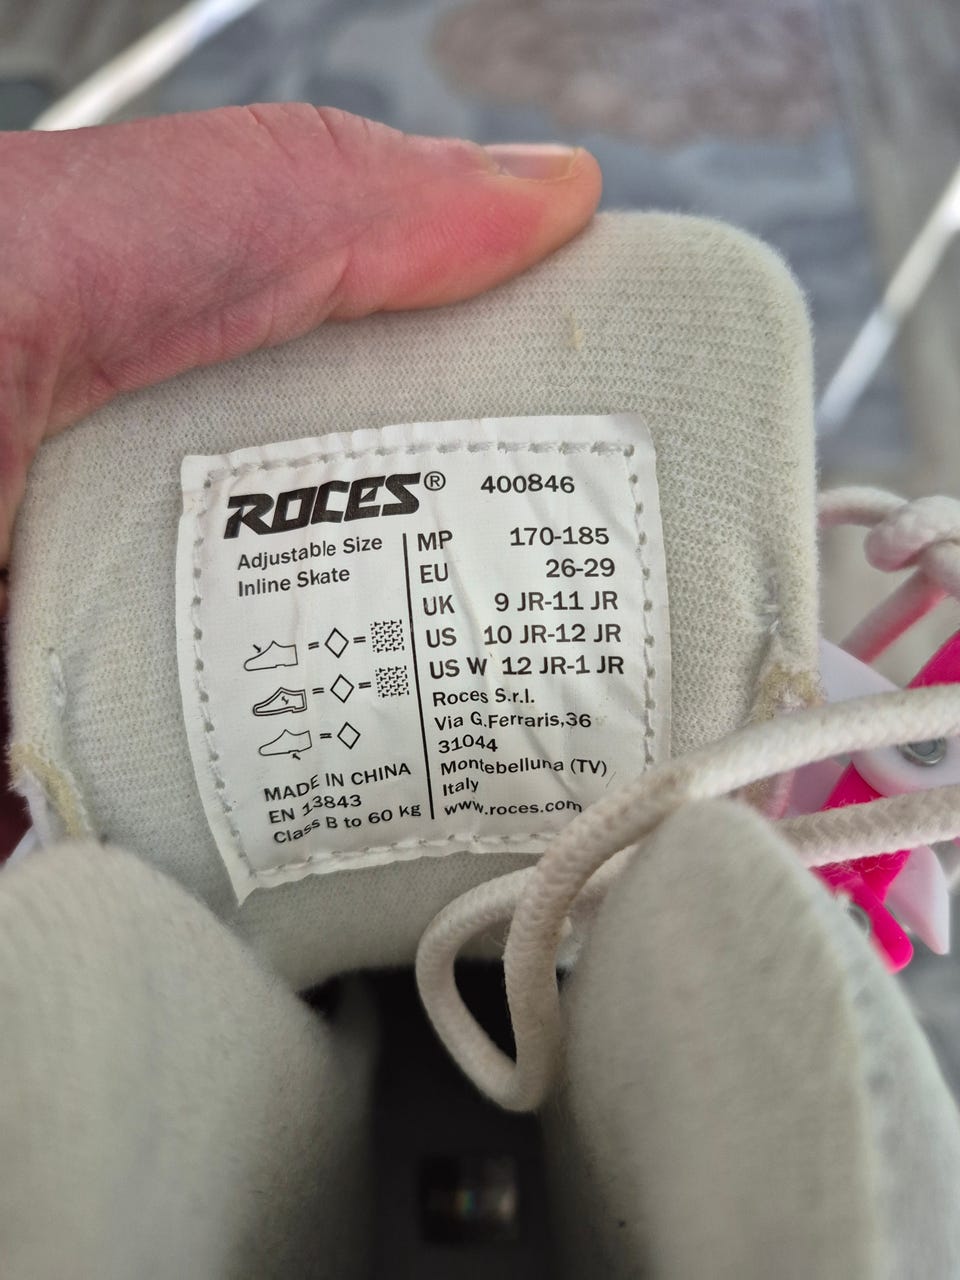 ROCES® 400846
Adjustable Size
Inline Skate
MADE IN CHINA
EN 13843
Class B to 60 kg
MP 170-185
EU 26-29
UK 9 JR-11 JR
US 10 JR-12 JR
US W 12 JR-1 JR
Roces S.r.l.
Via G.Ferraris,36
31044
Montebelluna (TV)
Italy
www.roces.com